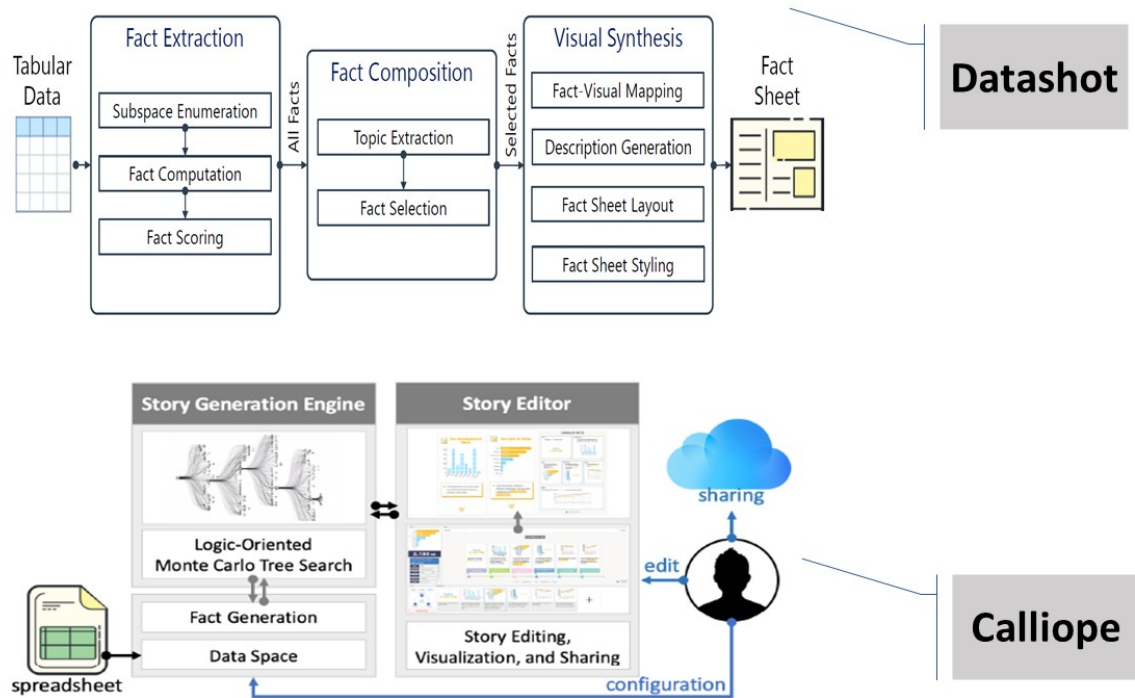 Fact Extraction
Visual Synthesis
Tabular
Data
Fact Composition
Fact
Sheet
Datashot
Subspace Enumeration
Fact Computation
Fact Scoring
All Facts
Topic Extraction
Fact Selection
Selected Facts
Fact-Visual Mapping
Description Generation
Fact Sheet Layout
Fact Sheet Styling
Story Generation Engine
Story Editor
Logic-Oriented
Monte Carlo Tree Search
Fact Generation
Data Space
spreadsheet
Story Editing,
Visualization, and Sharing
sharing
edit
configuration
Calliope